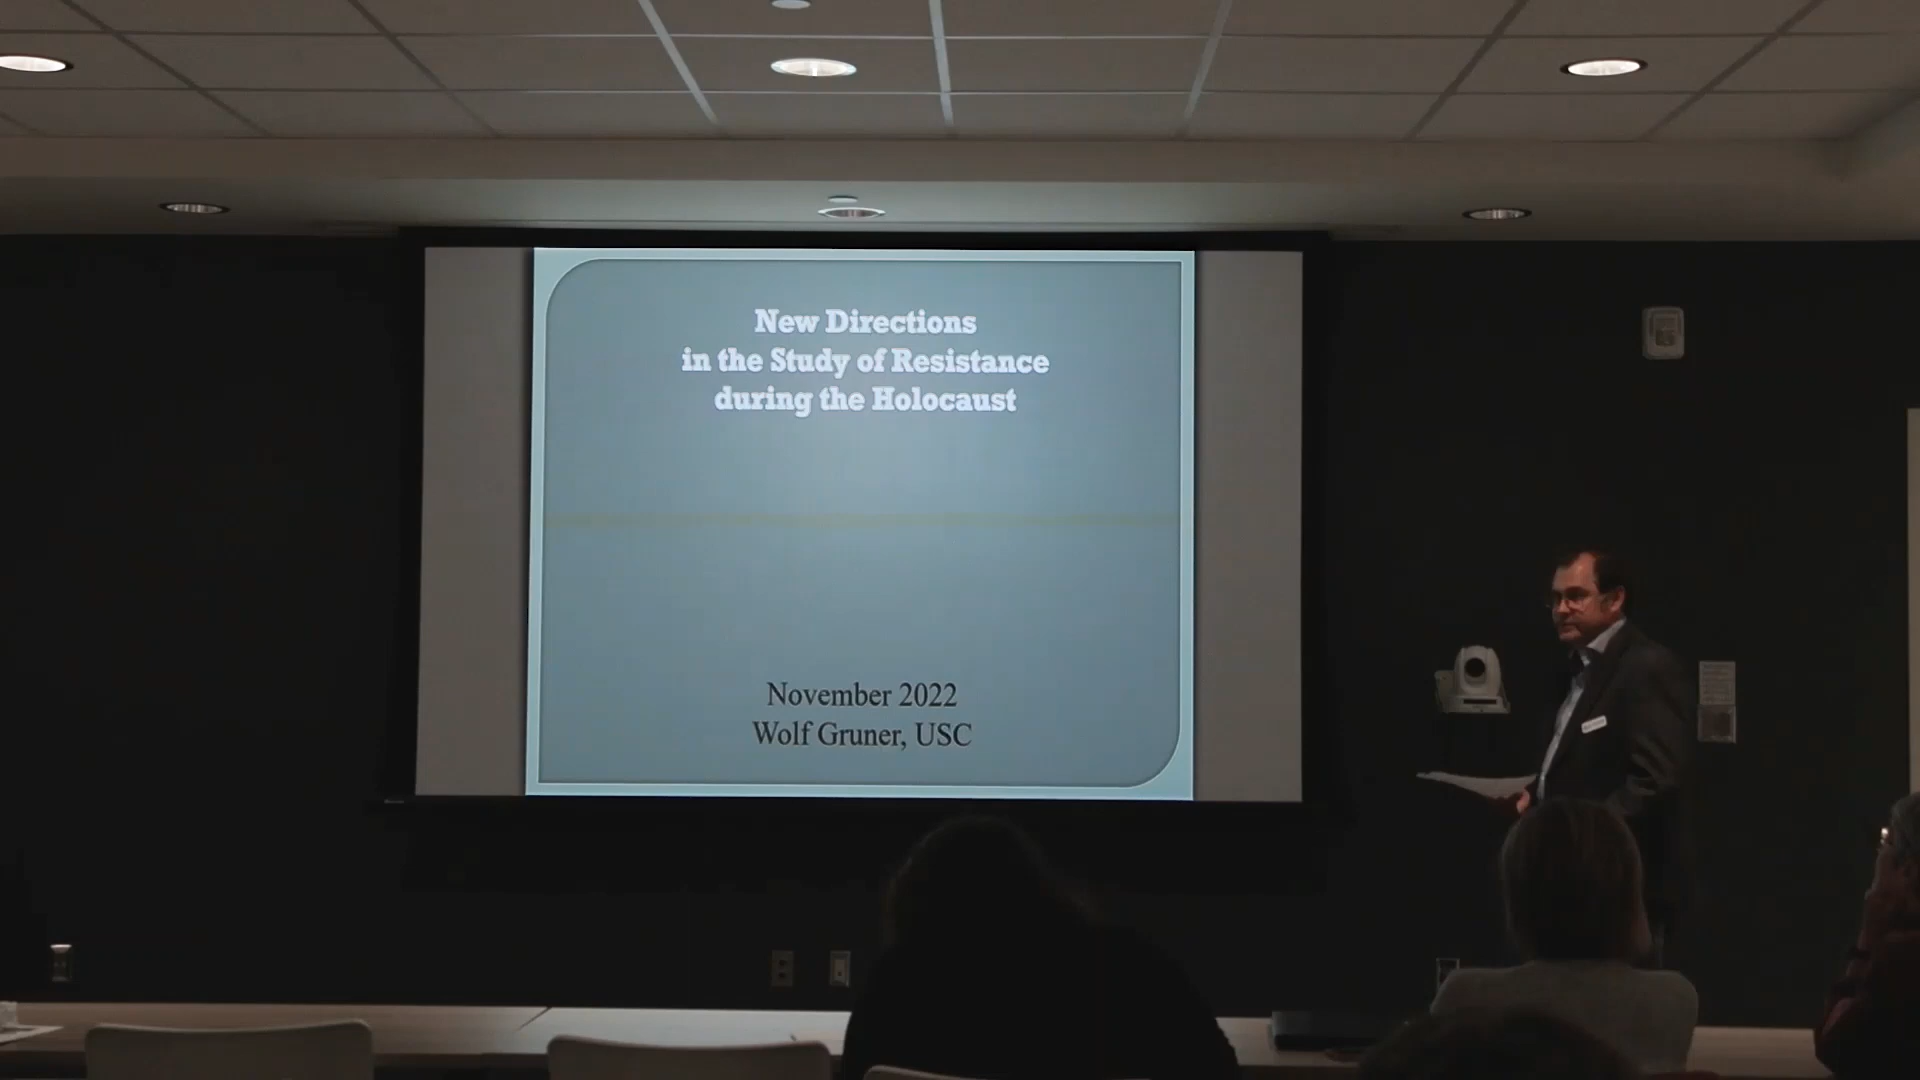 New Directions
in the Study of Resistance
during the Holocaust
November 2022
Wolf Gruner, USC